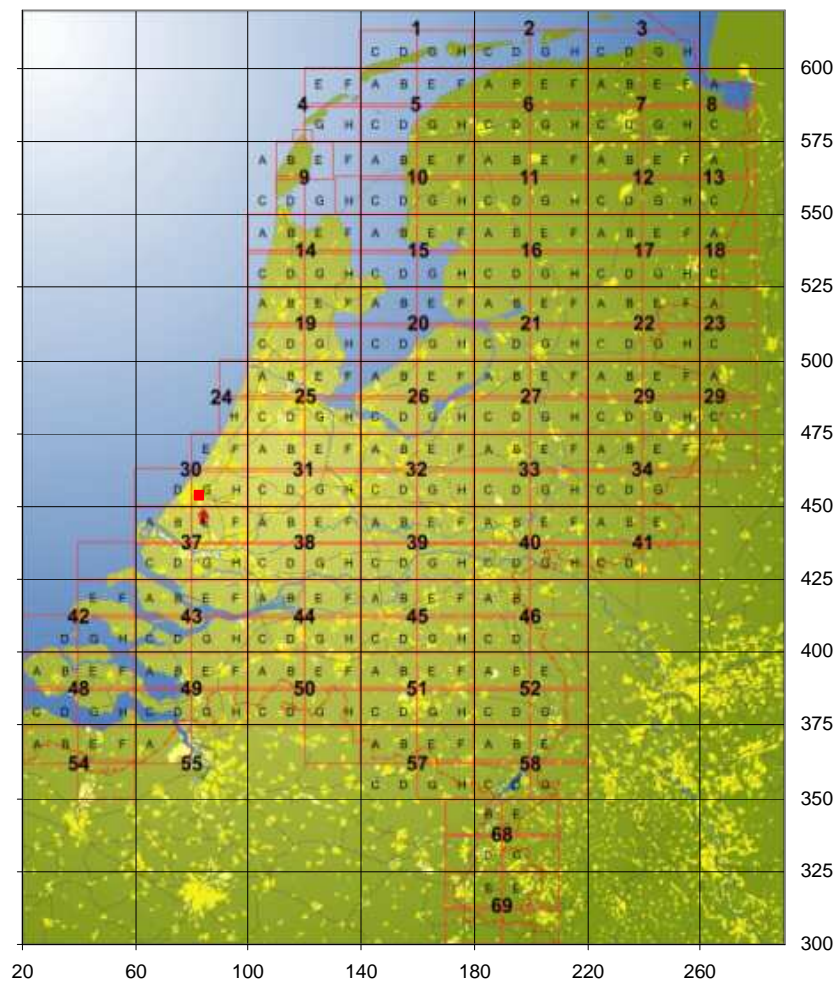 1 2 3
C D G H C D G H C D G H
600
E F A B E F A B E F A B E F A
4 5 6 7 8
G H C D G H C D G H C D G H C
575
A B E F A B E F A B E F A B E F A
9 10 11 12 13
C D G H C D G H C D G H C D G H C
550
A B E F A B E F A B E F A B E F A
14 15 16 17 18
C D G H C D G H C D G H C D G H C
525
A B E F A B E F A B E F A B E F A
19 20 21 22 23
C D G H C D G H C D G H C D G H C
500
A B E F A B E F A B E F A B E F A
24 25 26 27 29 29
H C D G H C D G H C D G H C D G H C
475
E F A B E F A B E F A B E F A B E
30 31 32 33 34
D G H C D G H C D G H C D G H C D G
450
A B F A B E F A B E F A B E F A B E
37 38 39 40 41
C D G H C D G H C D G H C D G H C D
425
E F A B E F A B E F A B E F A B
42 43 44 45 46
D G H C D G H C D G H C D G H C D
400
A B E F A B E F A B E F A B E F A B E
48 49 50 51 52
C D G H C D G H C D G H C D G H C D G
375
A B E F A A B E F A B E
54 55 57 58
C D G H C G
350
B E
68
D G
325
B E
69
300
20 60 100 140 180 220 260